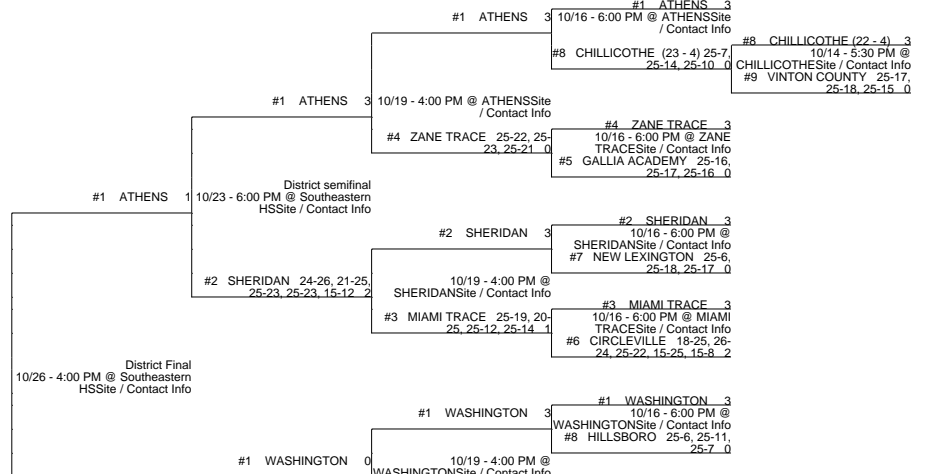 #1 ATHENS 3
#1 ATHENS 3
10/16 - 6:00 PM @ ATHENSSite
/ Contact Info
#8 CHILLICOTHE (22 - 4) 3
#8 CHILLICOTHE (23 - 4) 25-7,
25-14, 25-10 0
10/14 - 5:30 PM @
CHILLICOTHESite / Contact Info
#9 VINTON COUNTY 25-17,
25-18, 25-15 0
#1 ATHENS 3
10/19 - 4:00 PM @ ATHENSSite
/ Contact Info
#4 ZANE TRACE 3
#4 ZANE TRACE 25-22, 25-
23, 25-21 0
10/16 - 6:00 PM @ ZANE
TRACESite / Contact Info
#5 GALLIA ACADEMY 25-16,
25-17, 25-16 0
#1 ATHENS 1
District semifinal
10/23 - 6:00 PM @ Southeastern
HSSite / Contact Info
#2 SHERIDAN 3
#2 SHERIDAN 3
10/16 - 6:00 PM @
SHERIDANSite / Contact Info
#7 NEW LEXINGTON 25-6,
25-18, 25-17 0
#2 SHERIDAN 24-26, 21-25,
25-23, 25-23, 15-12 2
10/19 - 4:00 PM @
SHERIDANSite / Contact Info
#3 MIAMI TRACE 3
#3 MIAMI TRACE 25-19, 20-
25, 25-12, 25-14 1
10/16 - 6:00 PM @ MIAMI
TRACESite / Contact Info
#6 CIRCLEVILLE 18-25, 26-
24, 25-22, 15-25, 15-8 2
District Final
10/26 - 4:00 PM @ Southeastern
HSSite / Contact Info
#1 WASHINGTON 3
#1 WASHINGTON 3
10/16 - 6:00 PM @
WASHINGTONSite / Contact Info
#8 HILLSBORO 25-6, 25-11,
25-7 0
#1 WASHINGTON 0
10/19 - 4:00 PM @
WASHINGTONSite / Contact Info